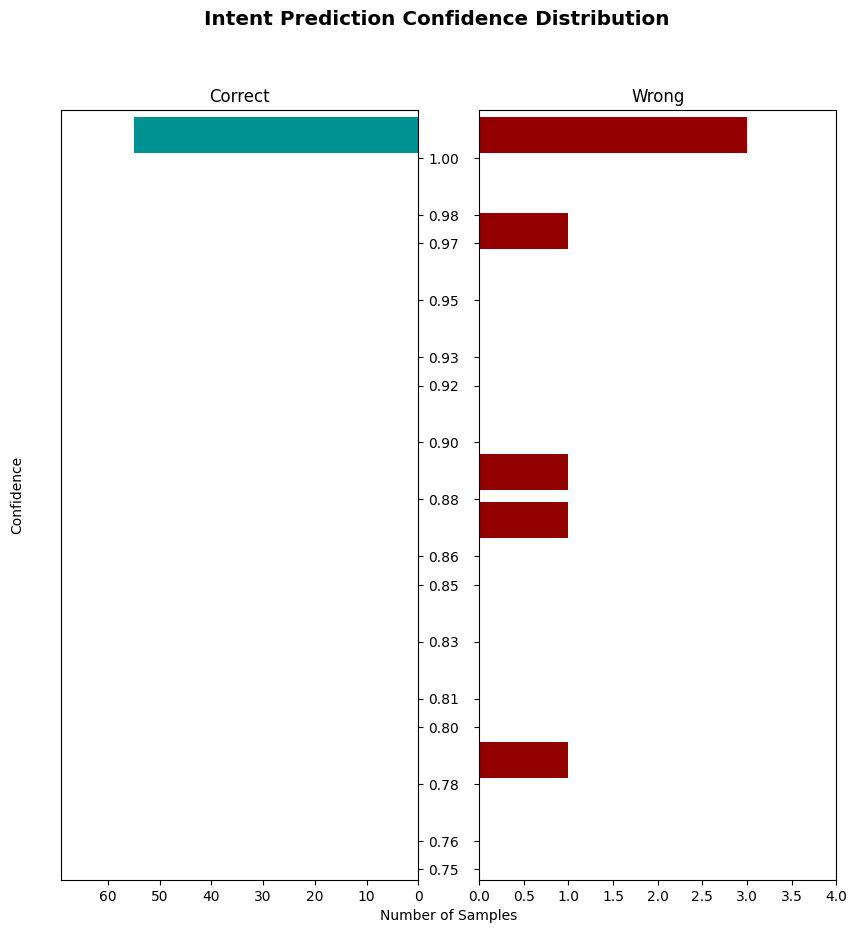 Intent Prediction Confidence Distribution
Correct
Wrong
1.00
0.98
0.97
0.95
0.93
0.92
0.90
0.88
0.86
0.85
0.83
0.81
0.80
0.78
0.76
0.75
Confidence
60 50 40 30 20 10 0
0.0 0.5 1.0 1.5 2.0 2.5 3.0 3.5 4.0
Number of Samples